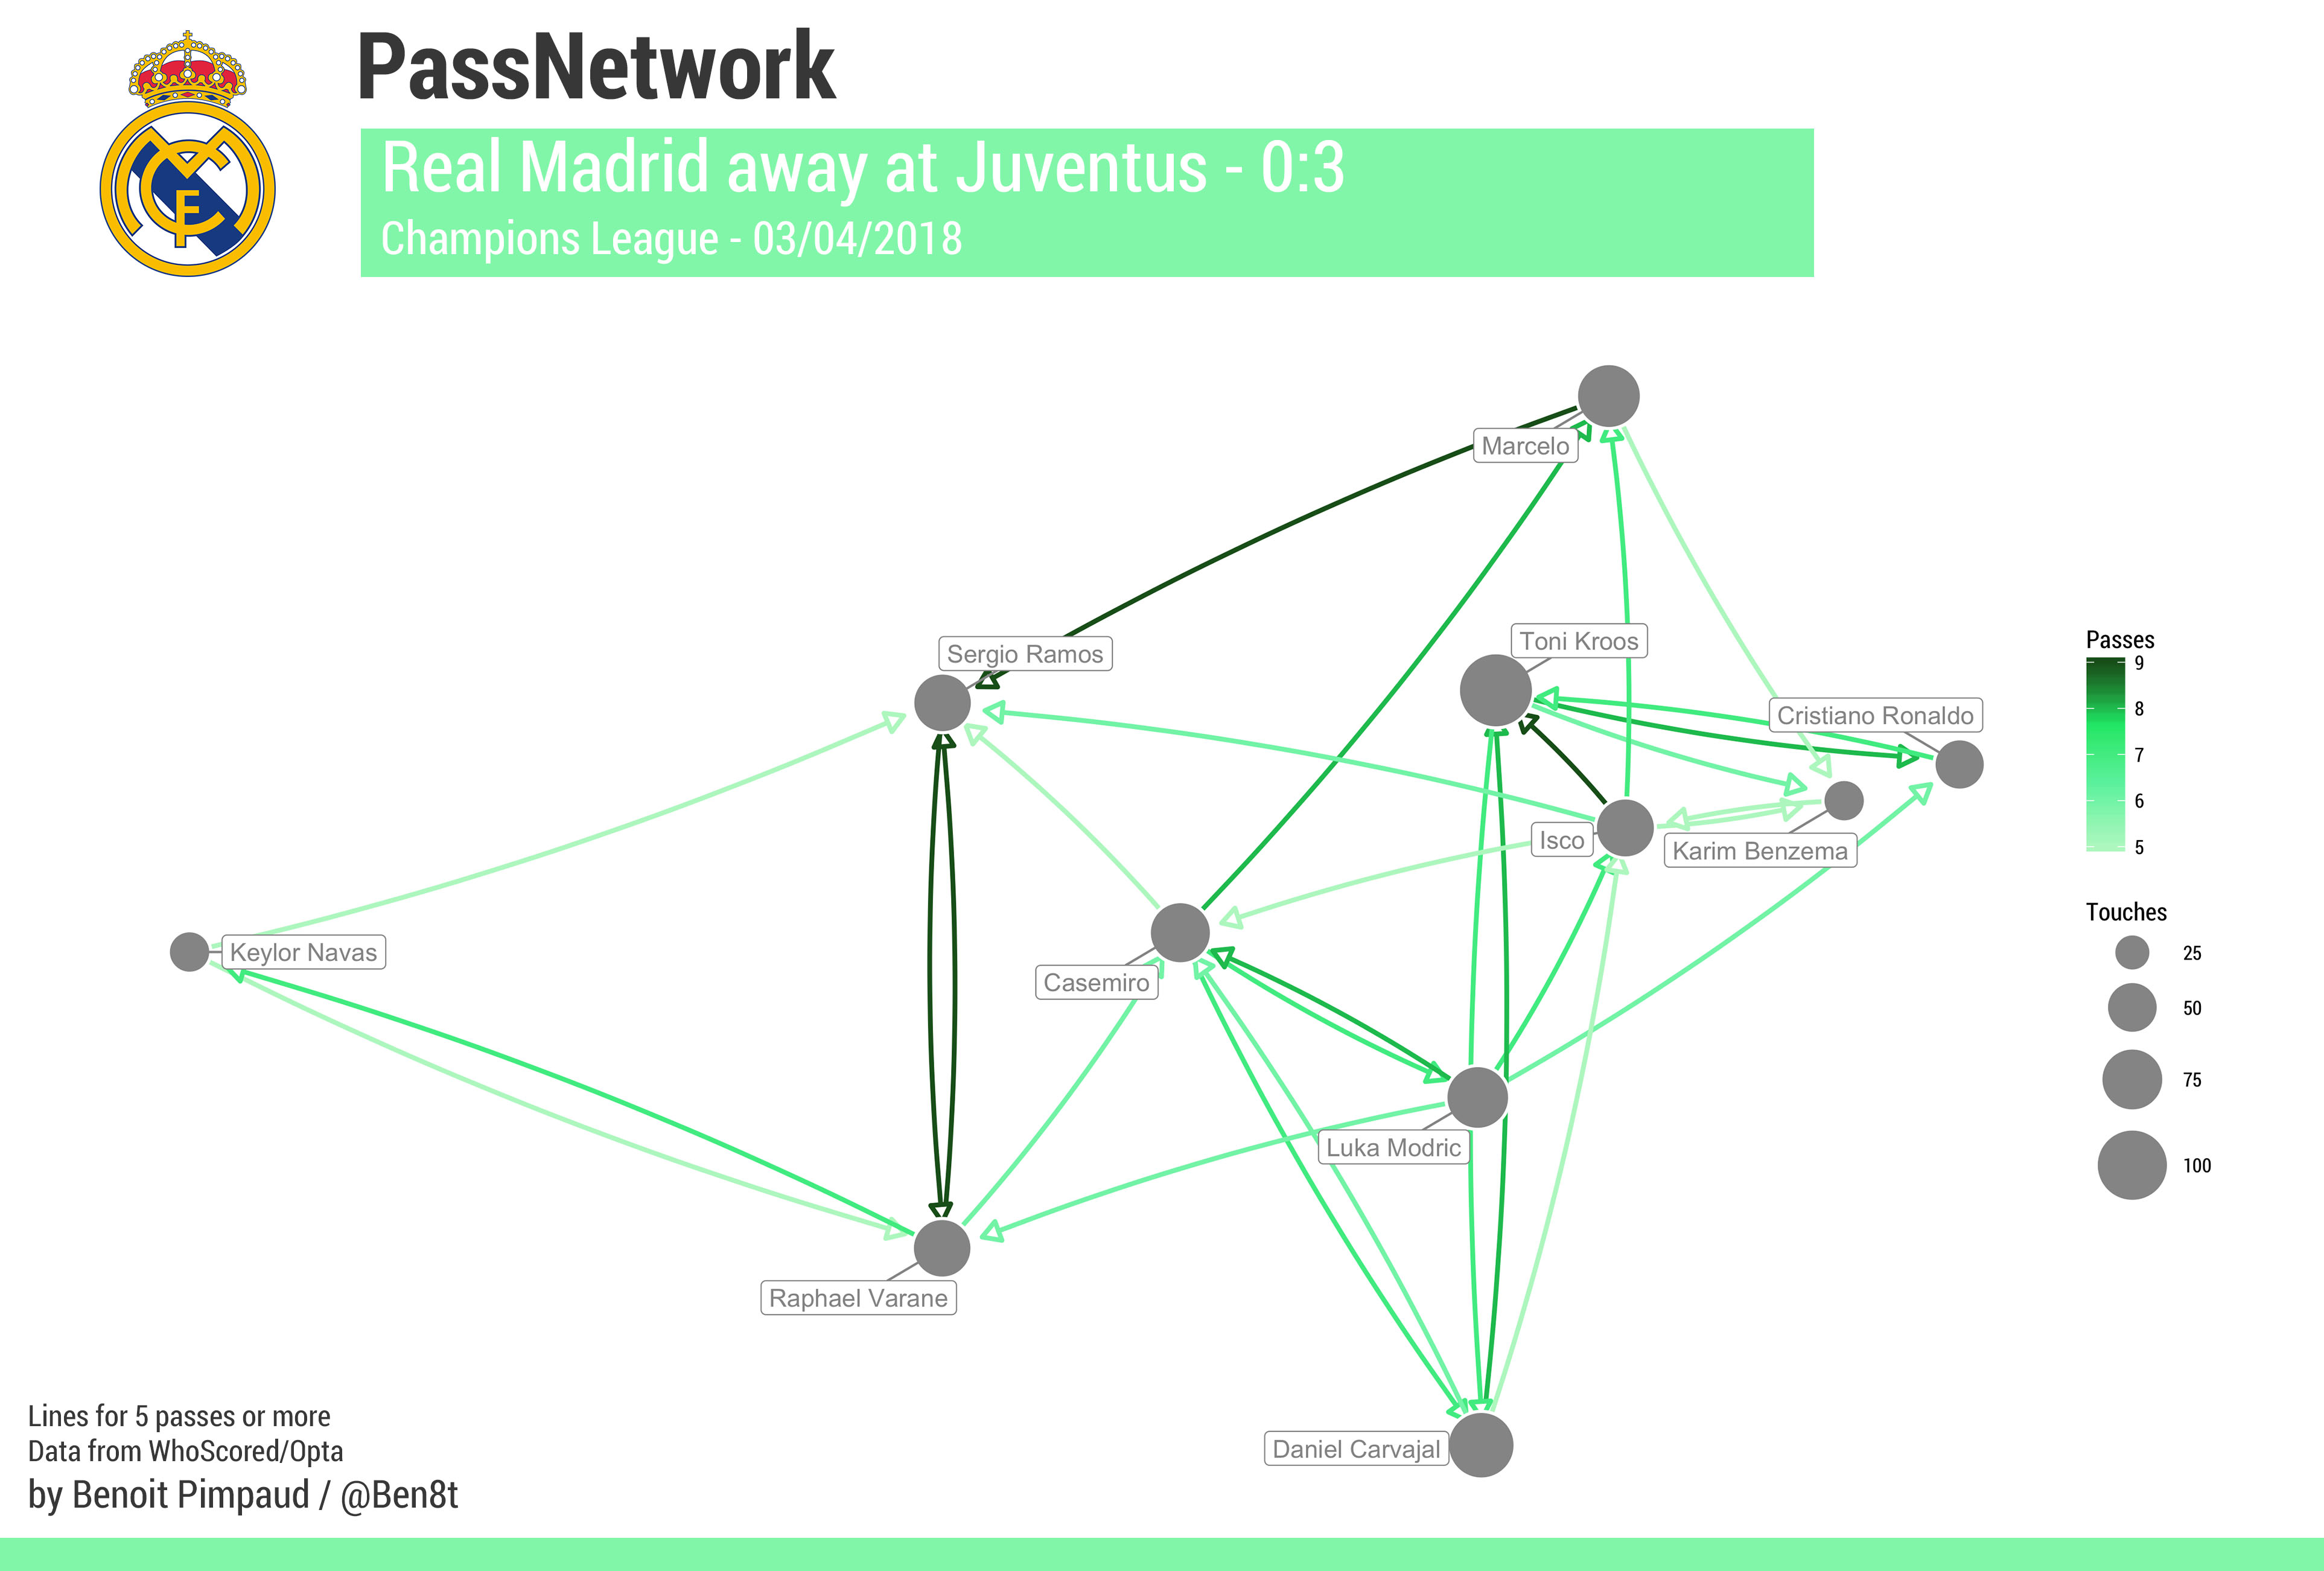 PassNetwork
Real Madrid away at Juventus - 0:3
Champions League - 03/04/2018
Marcelo
Sergio Ramos
Toni Kroos
Cristiano Ronaldo
Isco
Karim Benzema
Keylor Navas
Casemiro
Luka Modric
Raphael Varane
Daniel Carvajal
Passes
9
8
7
6
5
Touches
25
50
75
100
Lines for 5 passes or more
Data from WhoScored/Opta
by Benoit Pimpaud / @Ben8t